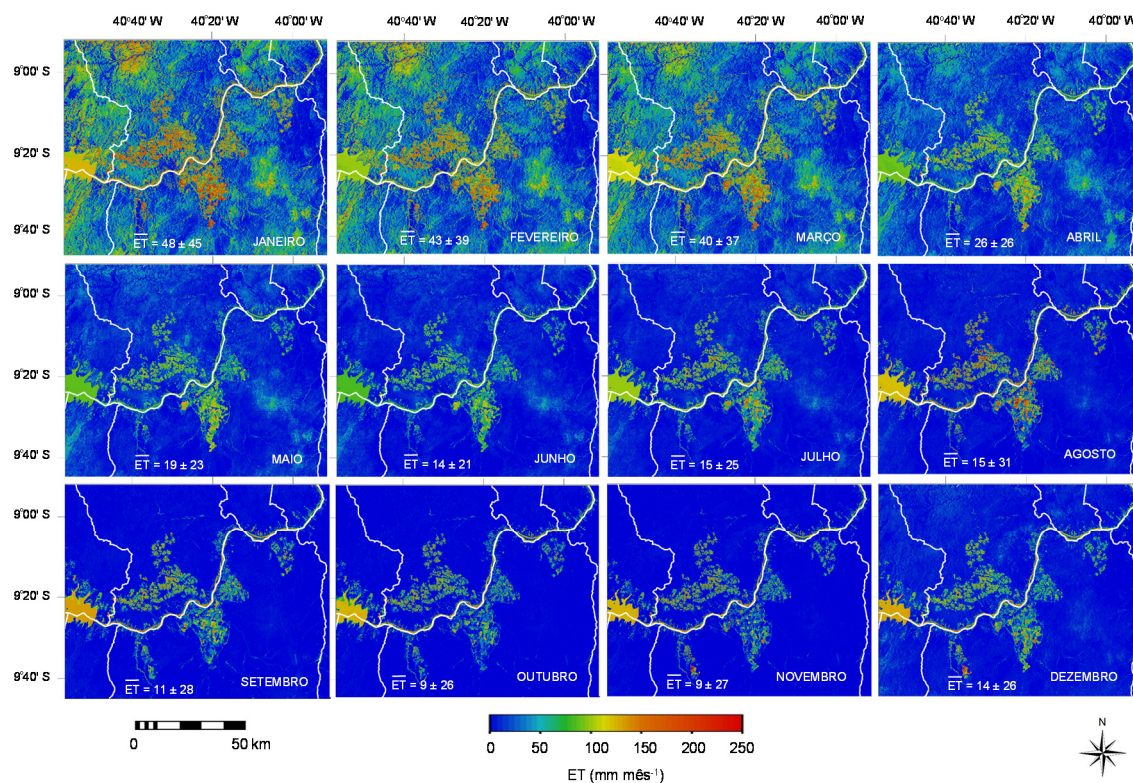 40°40' W 40°20' W 40°00' W 40°40' W 40°20' W 40°00' W 40°40' W 40°20' W 40°00' W 40°40' W 40°20' W 40°00' W
9°00' S
9°20' S
9°40' S
ET = 48 ± 45 JANEIRO
ET = 43 ± 39 FEVEREIRO
ET = 40 ± 37 MARÇO
ET = 26 ± 26 ABRIL
9°00' S
9°20' S
9°40' S
ET = 19 ± 23 MAIO
ET = 14 ± 21 JUNHO
ET = 15 ± 25 JULHO
ET = 15 ± 31 AGOSTO
9°00' S
9°20' S
9°40' S
ET = 11 ± 28 SETEMBRO
ET = 9 ± 26 OUTUBRO
ET = 9 ± 27 NOVEMBRO
ET = 14 ± 26 DEZEMBRO
0 50 km
0 50 100 150 200 250
ET (mm mês⁻¹)
N